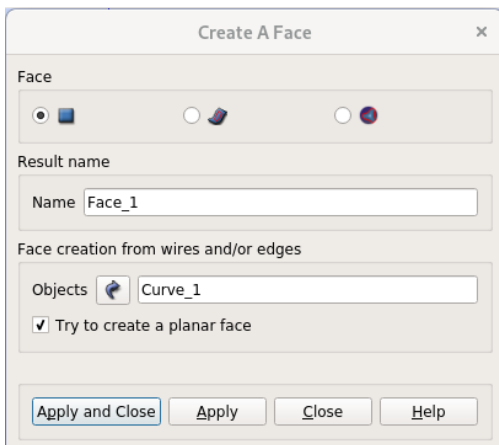 Create A Face
Face
Result name
Name Face_1
Face creation from wires and/or edges
Objects Curve_1
Try to create a planar face
Apply and Close Apply Close Help